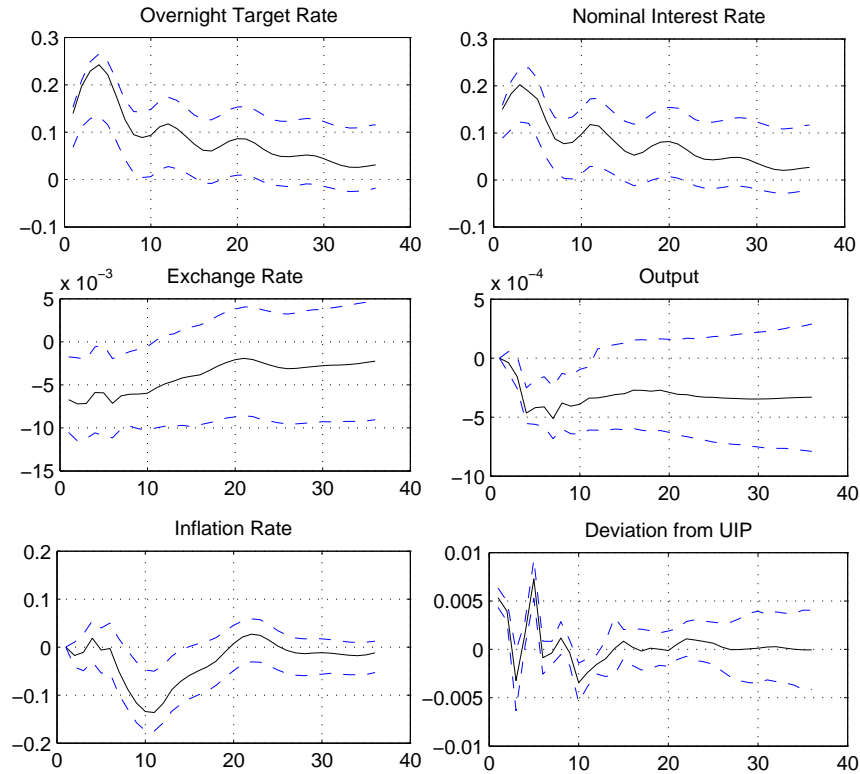 Overnight Target Rate
0.3
0.2
0.1
0
−0.1
0 10 20 30 40
Nominal Interest Rate
0.3
0.2
0.1
0
−0.1
0 10 20 30 40
x 10⁻³
Exchange Rate
5
0
−5
−10
−15
0 10 20 30 40
x 10⁻⁴
Output
5
0
−5
−10
0 10 20 30 40
Inflation Rate
0.2
0.1
0
−0.1
−0.2
0 10 20 30 40
Deviation from UIP
0.01
0.005
0
−0.005
−0.01
0 10 20 30 40